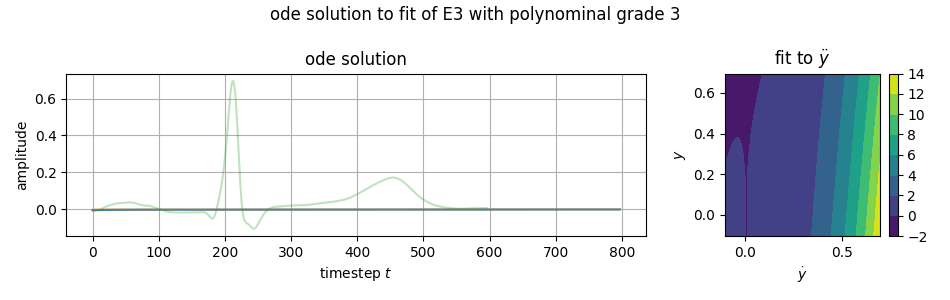 ode solution to fit of E3 with polynominal grade 3
ode solution
amplitude
0.6
0.4
0.2
0.0
0 100 200 300 400 500 600 700 800
timestep t
fit to ÿ
y
0.6
0.4
0.2
0.0
0.0 0.5
ẏ
14
12
10
8
6
4
2
0
−2